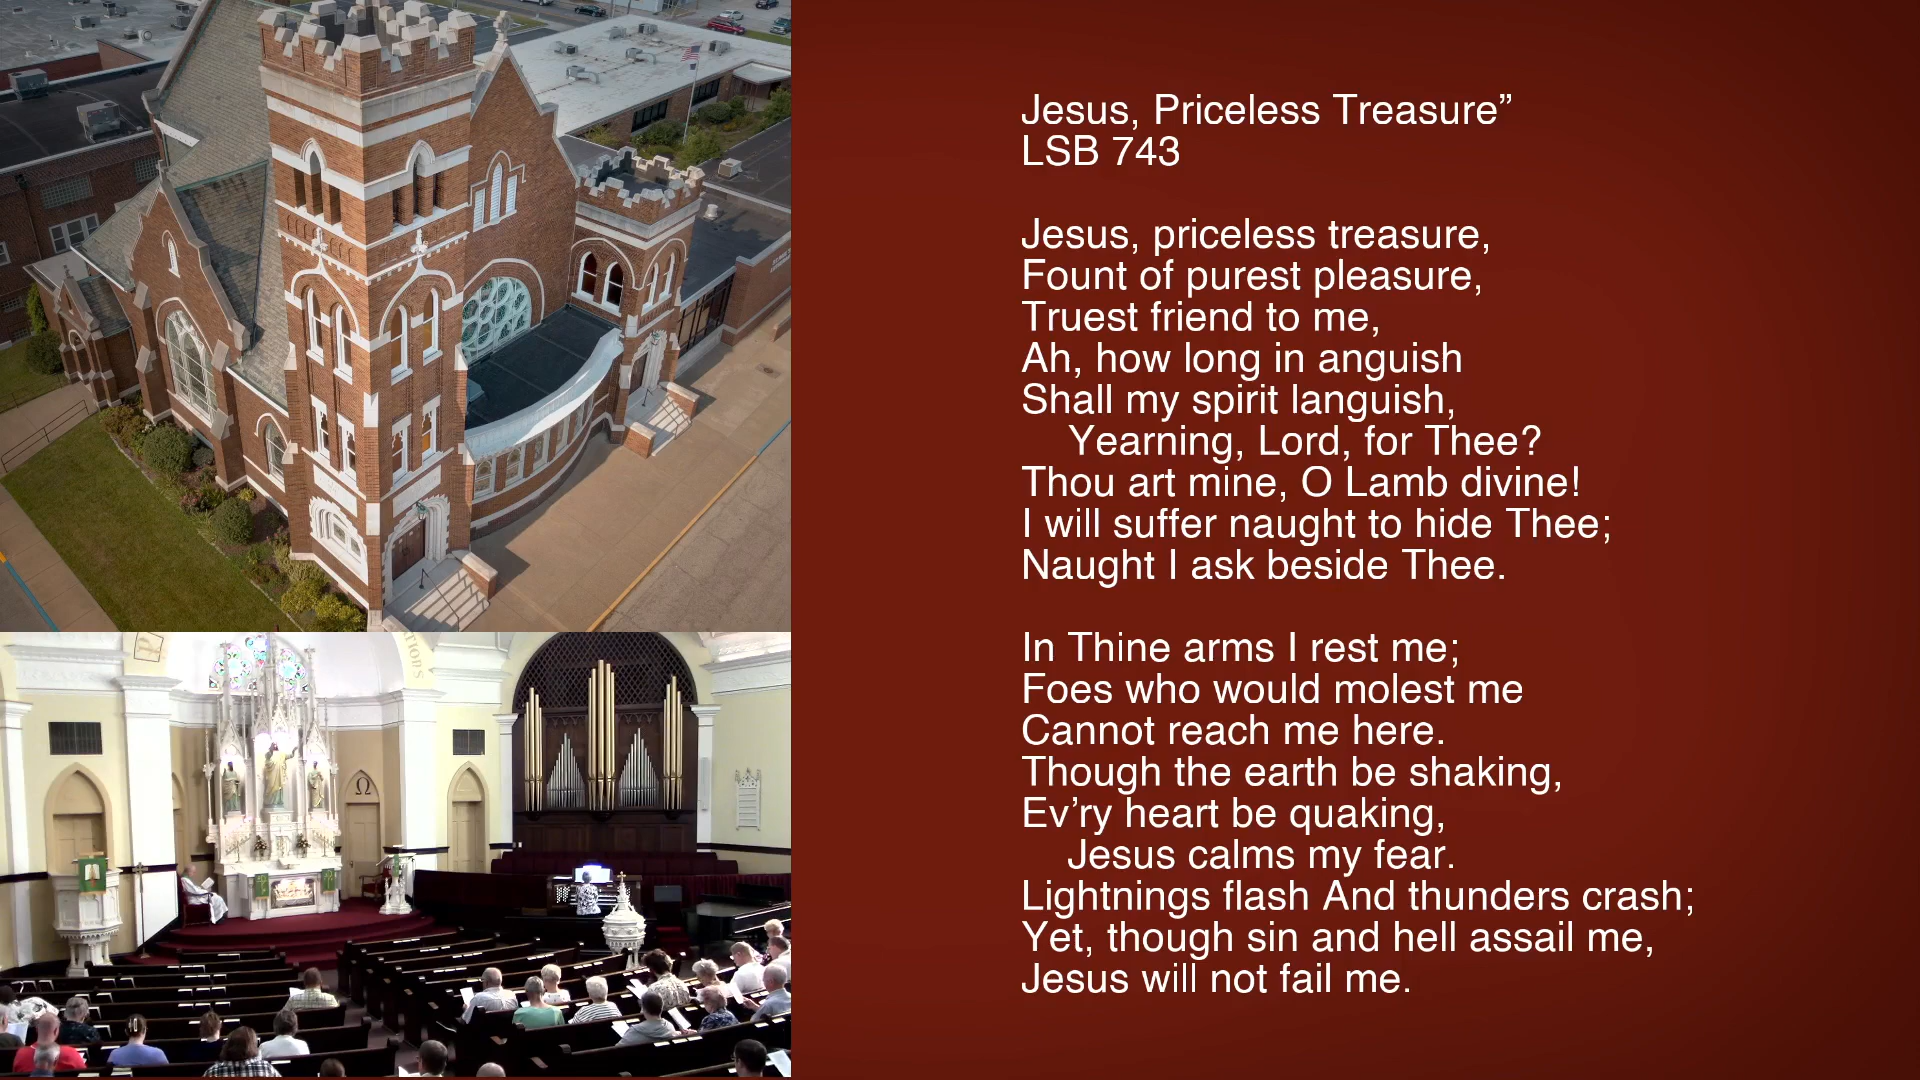 Jesus, Priceless Treasure”
LSB 743
Jesus, priceless treasure,
Fount of purest pleasure,
Truest friend to me,
Ah, how long in anguish
Shall my spirit languish,
Yearning, Lord, for Thee?
Thou art mine, O Lamb divine!
I will suffer naught to hide Thee;
Naught I ask beside Thee.
In Thine arms I rest me;
Foes who would molest me
Cannot reach me here.
Though the earth be shaking,
Ev’ry heart be quaking,
Jesus calms my fear.
Lightnings flash And thunders crash;
Yet, though sin and hell assail me,
Jesus will not fail me.
Ω